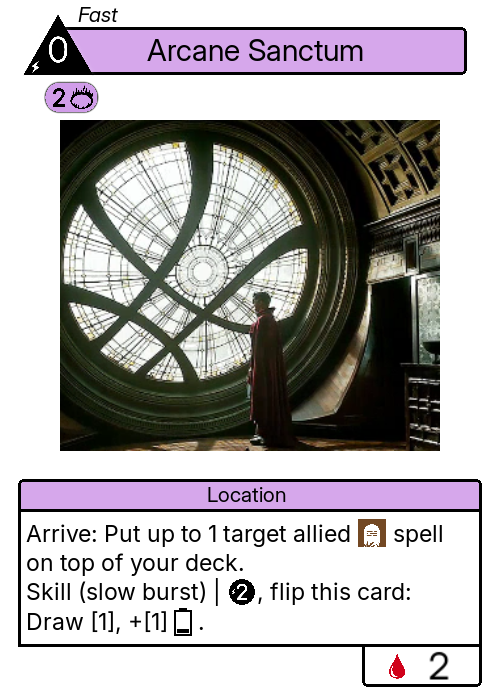 Fast
0
Arcane Sanctum
2
Location
Arrive: Put up to 1 target allied spell
on top of your deck.
Skill (slow burst) | 2, flip this card:
Draw [1], +[1] .
2